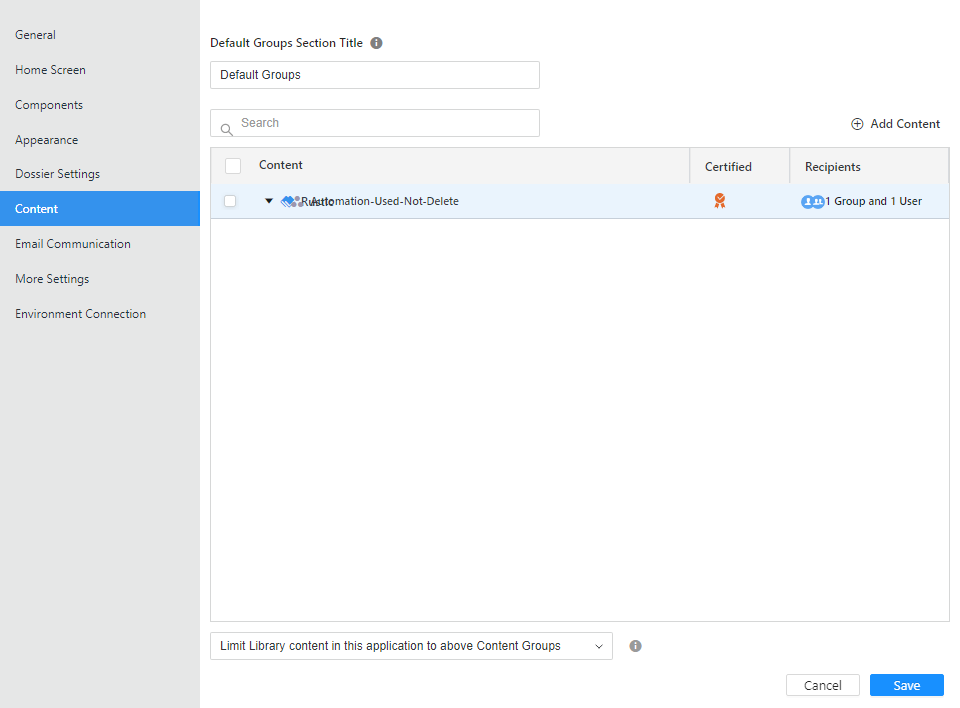 General
Home Screen
Components
Appearance
Dossier Settings
Content
Email Communication
More Settings
Environment Connection
Default Groups Section Title
Default Groups
Search
Add Content
Content
Certified
Recipients
Rustic
Automation-Used-Not-Delete
1 Group and 1 User
Limit Library content in this application to above Content Groups
Cancel
Save